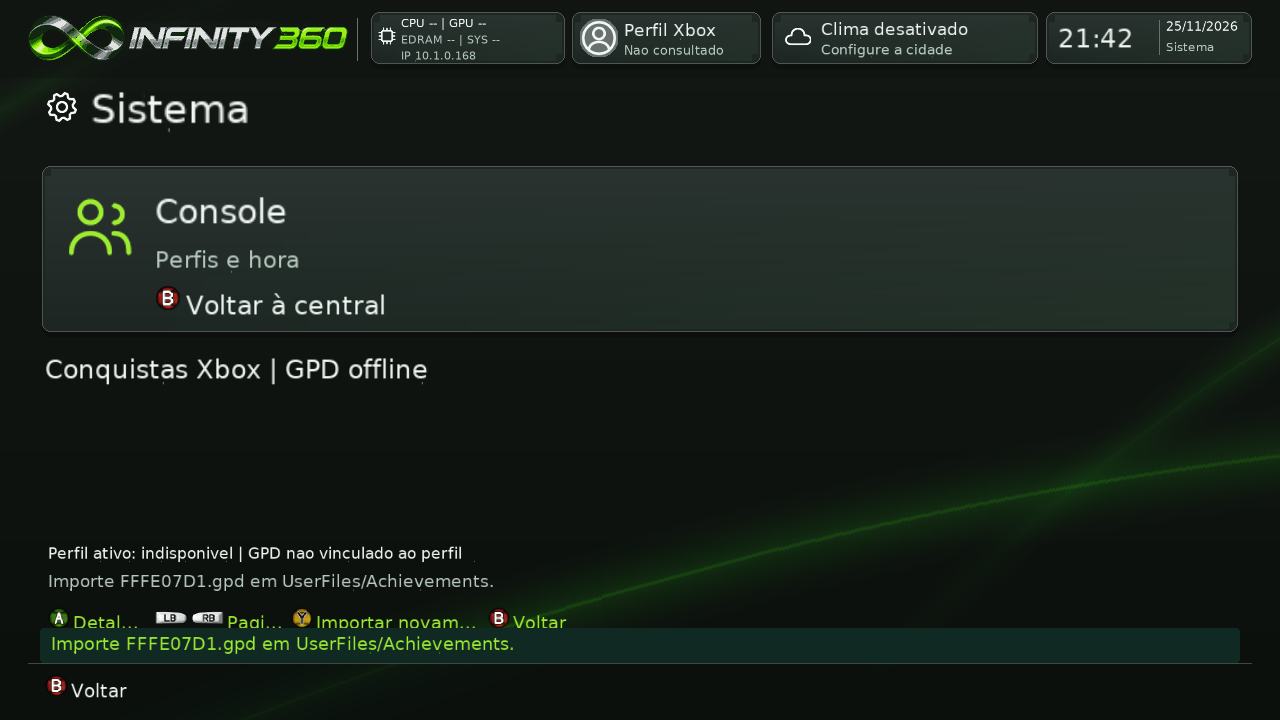 INFINITY 360
CPU -- | GPU --
EDRAM -- | SYS --
IP 10.1.0.168
Perfil Xbox
Nao consultado
Clima desativado
Configure a cidade
21:42
25/11/2026
Sistema
Sistema
Console
Perfis e hora
B Voltar à central
Conquistas Xbox | GPD offline
Perfil ativo: indisponivel | GPD nao vinculado ao perfil
Importe FFFE07D1.gpd em UserFiles/Achievements.
A Detal... LB RB Pagi... Y Importar novam... B Voltar
Importe FFFE07D1.gpd em UserFiles/Achievements.
B Voltar